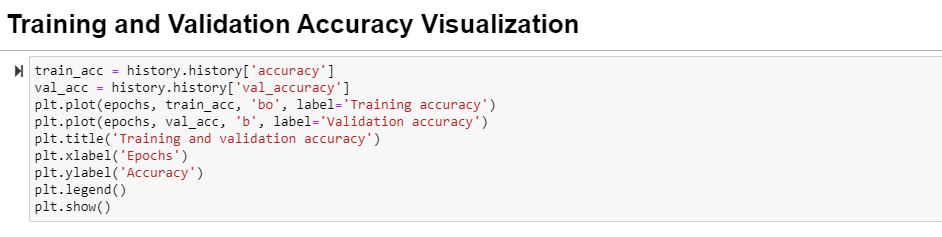 Training and Validation Accuracy Visualization
train_acc = history.history['accuracy']
val_acc = history.history['val_accuracy']
plt.plot(epochs, train_acc, 'bo', label='Training accuracy')
plt.plot(epochs, val_acc, 'b', label='Validation accuracy')
plt.title('Training and validation accuracy')
plt.xlabel('Epochs')
plt.ylabel('Accuracy')
plt.legend()
plt.show()